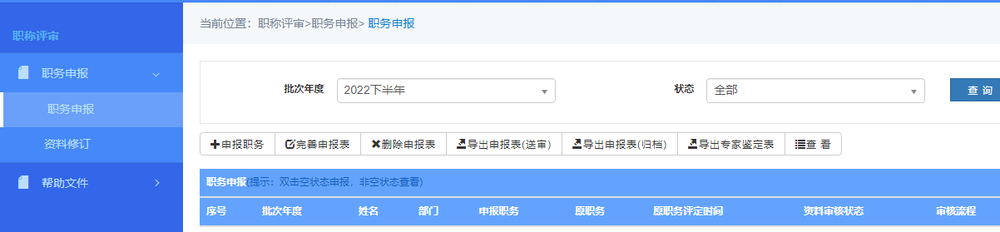 职称评审
职务申报
职务申报
资料修订
帮助文件
当前位置：职称评审>职务申报> 职务申报
批次年度 2022下半年 状态 全部 查 询
申报职务 完善申报表 删除申报表 导出申报表(送审) 导出申报表(归档) 导出专家鉴定表 查 看
职务申报(提示：双击空状态申报，非空状态查看)
序号 批次年度 姓名 部门 申报职务 原职务 原职务评定时间 资料审核状态 审核流程